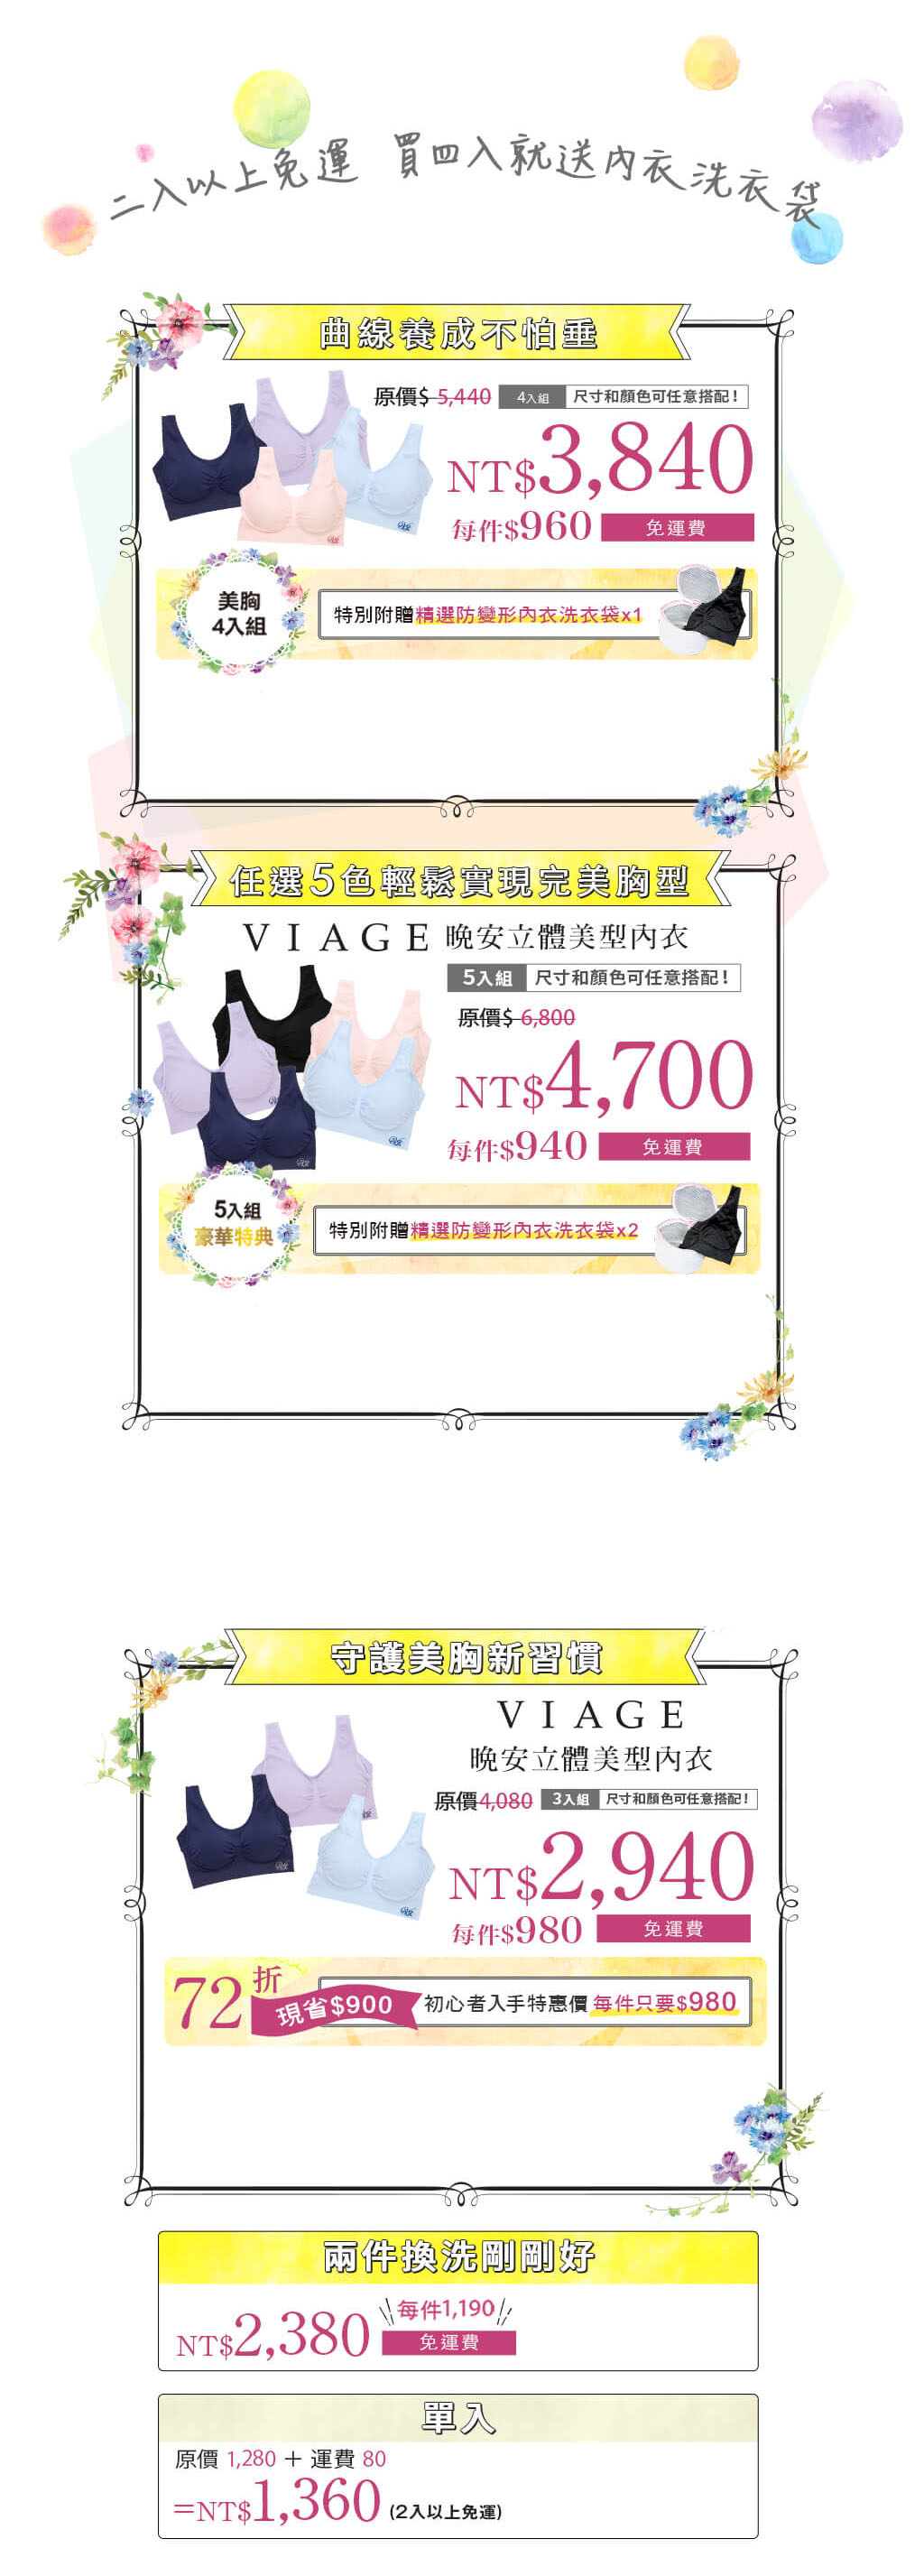 二入以上免運 買四入就送內衣洗衣袋
曲線養成不怕垂
原價$ 5,440 4入組 尺寸和顏色可任意搭配!
NT$3,840
每件$960 免運費
美胸
4入組
特別附贈精選防變形內衣洗衣袋x1
任選5色輕鬆實現完美胸型
VIAGE 晚安立體美型內衣
5入組 尺寸和顏色可任意搭配!
原價$ 6,800
NT$4,700
每件$940 免運費
5入組
豪華特典
特別附贈精選防變形內衣洗衣袋x2
守護美胸新習慣
VIAGE
晚安立體美型內衣
原價4,080 3入組 尺寸和顏色可任意搭配!
NT$2,940
每件$980 免運費
72折
現省$900 初心者入手特惠價 每件只要$980
兩件換洗剛剛好
NT$2,380 每件1,190
免運費
單入
原價 1,280 + 運費 80
=NT$1,360 (2入以上免運)